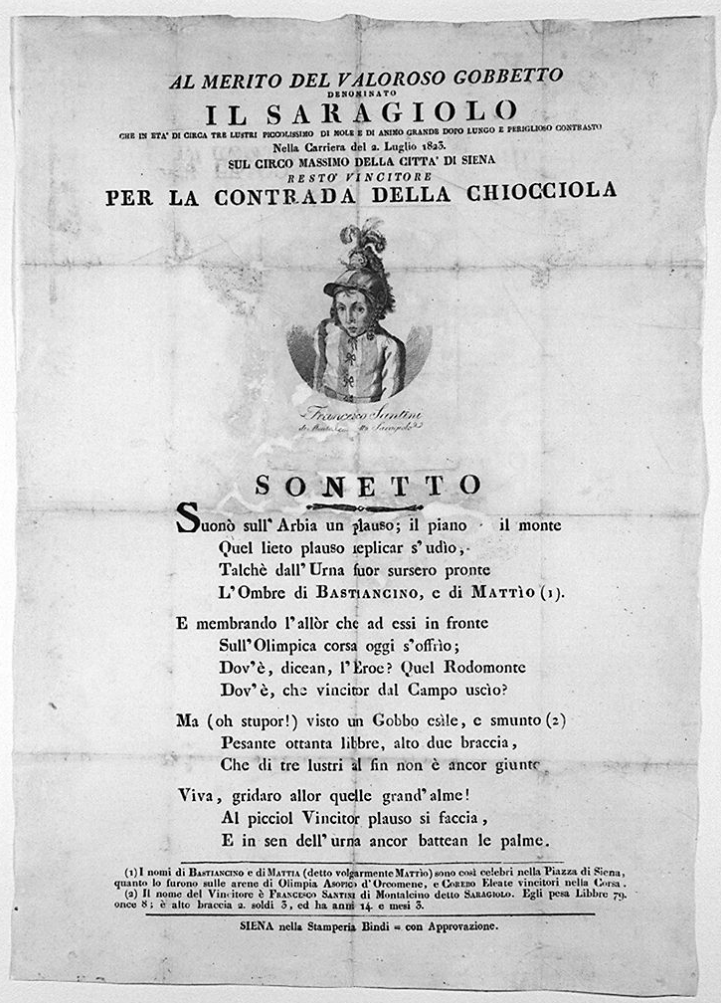 AL MERITO DEL VALOROSO GOBBETTO
DENOMINATO
IL SARAGIOLO
CHE IN ETA' DI CIRCA TRE LUSTRI PICCOLISSIMO DI MOLE E DI ANIMO GRANDE DOPO LUNGO E PERIGLIOSO CONTRASTO
Nella Carriera del 2. Luglio 1823.
SUL CIRCO MASSIMO DELLA CITTA' DI SIENA
RESTO' VINCITORE
PER LA CONTRADA DELLA CHIOCCIOLA
Francesco Santini
Saragiolo
SONETTO
Suonò sull' Arbia un plauso; il piano il monte
Quel lieto plauso replicar s' udìo,
Talchè dall' Urna fuor sursero pronte
L'Ombre di BASTIANCINO, e di MATTÌO (1).
E membrando l'allòr che ad essi in fronte
Sull'Olimpica corsa oggi s'offrìo;
Dov'è, dicean, l'Eroe? Quel Rodomonte
Dov'è, che vincitor dal Campo uscìo?
Ma (oh stupor!) visto un Gobbo esìle, e smunto (2)
Pesante ottanta libbre, alto due braccia,
Che di tre lustri al fin non è ancor giunto,
Viva, gridaro allor quelle grand' alme!
Al picciol Vincitor plauso si faccia,
E in sen dell'urna ancor battean le palme.
(1) I nomi di BASTIANCINO e di MATTIA (detto volgarmente MATTÌO) sono così celebri nella Piazza di Siena,
quanto lo furono sulle arene di Olimpia ASOPICO d'Orcomene, e COREBO Eleate vincitori nella Corsa.
(2) Il nome del Vincitore è FRANCESCO SANTINI di Montalcino detto SARAGIOLO. Egli pesa Libbre 79.
once 8; è alto braccia 2. soldi 3, ed ha anni 14. e mesi 3.
SIENA nella Stamperia Bindi = con Approvazione.